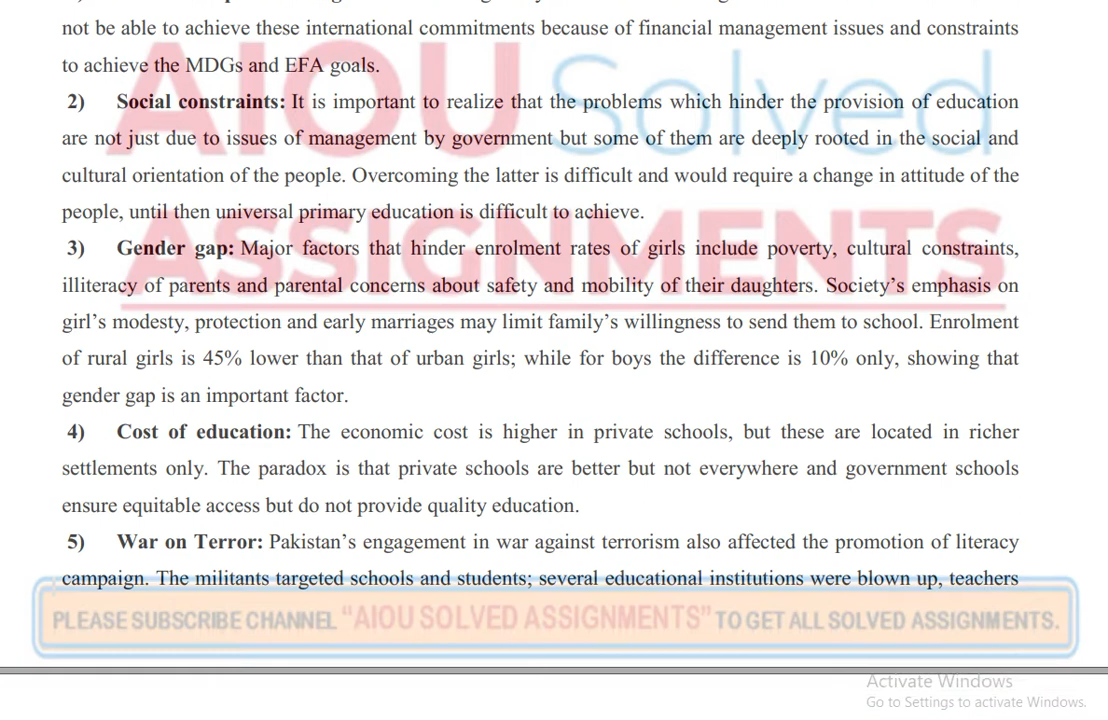 not be able to achieve these international commitments because of financial management issues and constraints
to achieve the MDGs and EFA goals.
2) Social constraints: It is important to realize that the problems which hinder the provision of education
are not just due to issues of management by government but some of them are deeply rooted in the social and
cultural orientation of the people. Overcoming the latter is difficult and would require a change in attitude of the
people, until then universal primary education is difficult to achieve.
3) Gender gap: Major factors that hinder enrolment rates of girls include poverty, cultural constraints,
illiteracy of parents and parental concerns about safety and mobility of their daughters. Society’s emphasis on
girl’s modesty, protection and early marriages may limit family’s willingness to send them to school. Enrolment
of rural girls is 45% lower than that of urban girls; while for boys the difference is 10% only, showing that
gender gap is an important factor.
4) Cost of education: The economic cost is higher in private schools, but these are located in richer
settlements only. The paradox is that private schools are better but not everywhere and government schools
ensure equitable access but do not provide quality education.
5) War on Terror: Pakistan’s engagement in war against terrorism also affected the promotion of literacy
campaign. The militants targeted schools and students; several educational institutions were blown up, teachers
AIOU Solved
ASSIGNMENTS
PLEASE SUBSCRIBE CHANNEL “AIOU SOLVED ASSIGNMENTS” TO GET ALL SOLVED ASSIGNMENTS.
Activate Windows
Go to Settings to activate Windows.